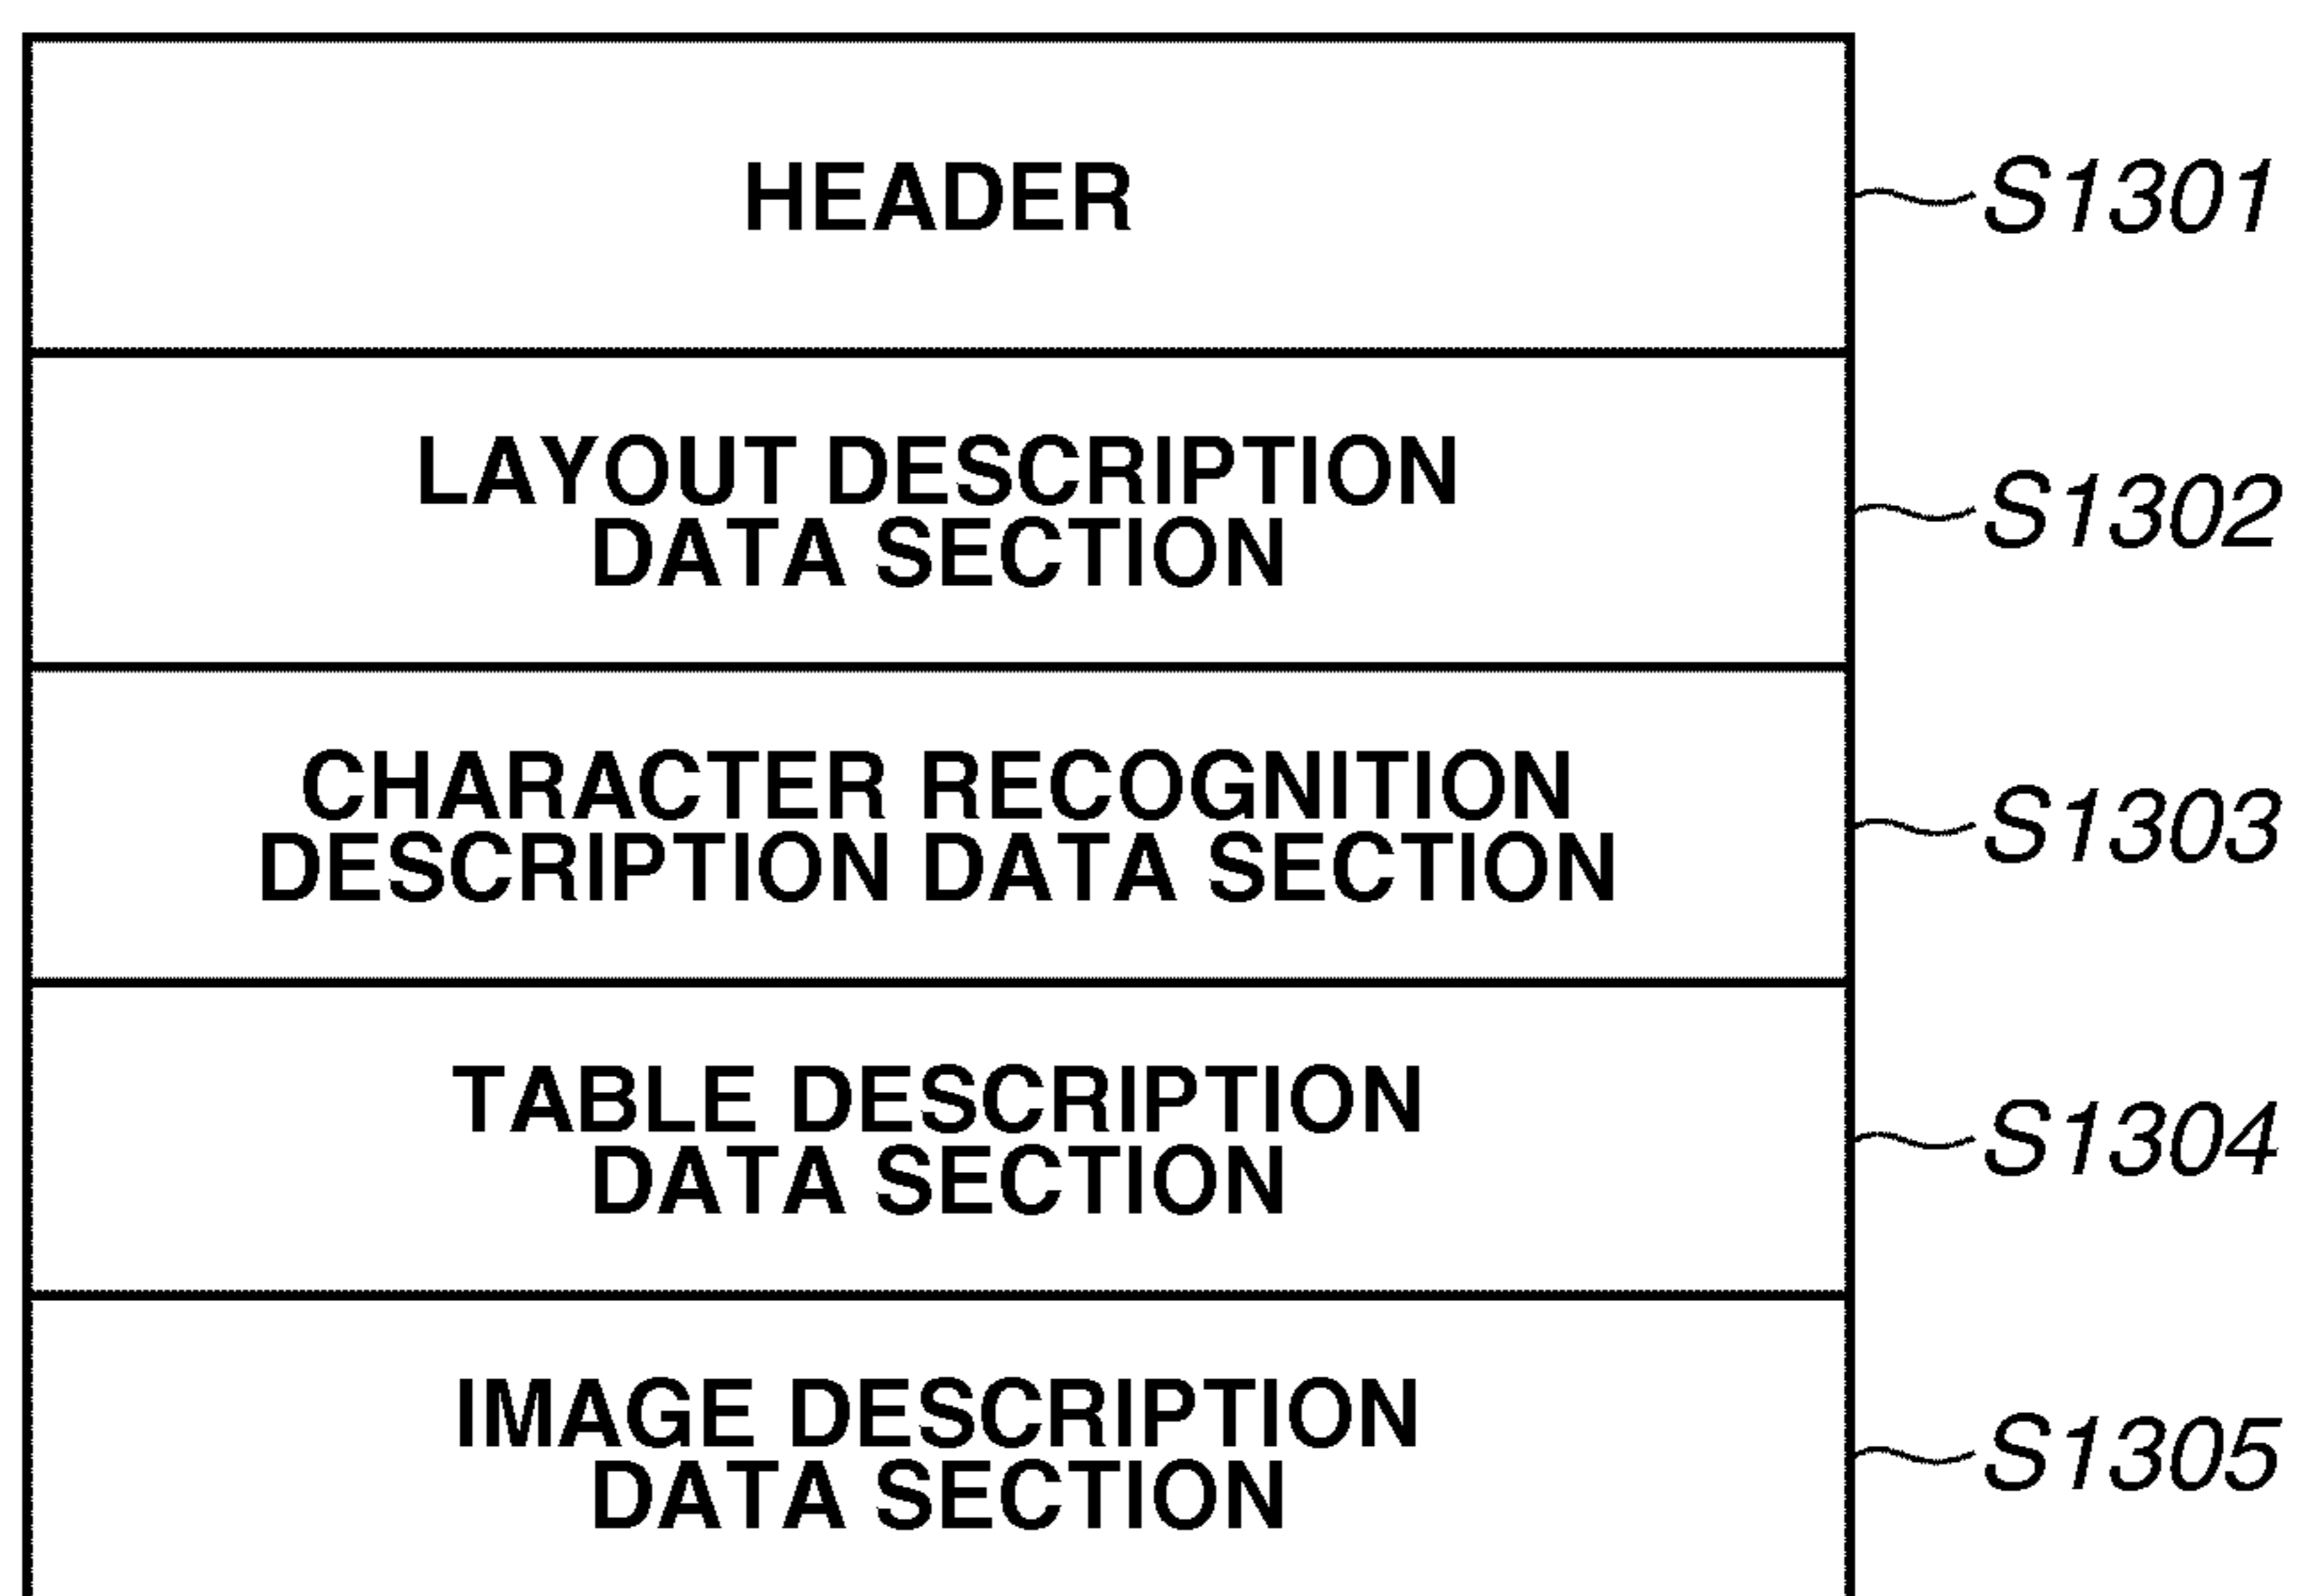 HEADER
S1301
LAYOUT DESCRIPTION
DATA SECTION
S1302
CHARACTER RECOGNITION
DESCRIPTION DATA SECTION
S1303
TABLE DESCRIPTION
DATA SECTION
S1304
IMAGE DESCRIPTION
DATA SECTION
S1305